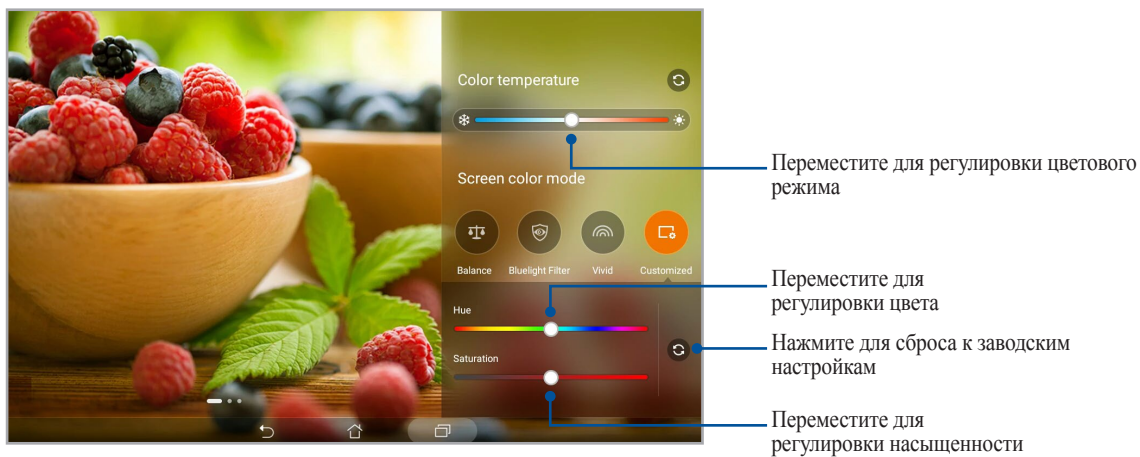 Color temperature
Переместите для регулировки цветового
режима
Screen color mode
Balance
Bluelight Filter
Vivid
Customized
Hue
Переместите для
регулировки цвета
Нажмите для сброса к заводским
настройкам
Saturation
Переместите для
регулировки насыщенности